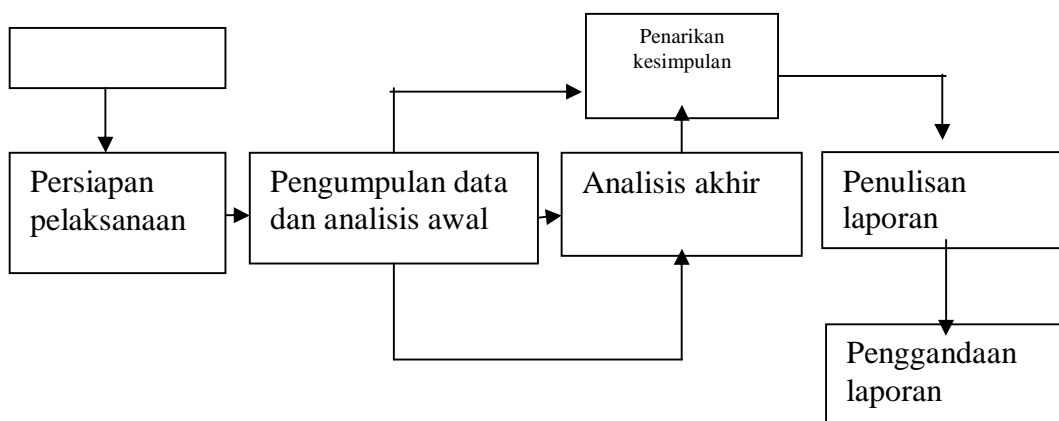 Penarikan
kesimpulan
Persiapan
pelaksanaan
Pengumpulan data
dan analisis awal
Analisis akhir
Penulisan
laporan
Penggandaan
laporan